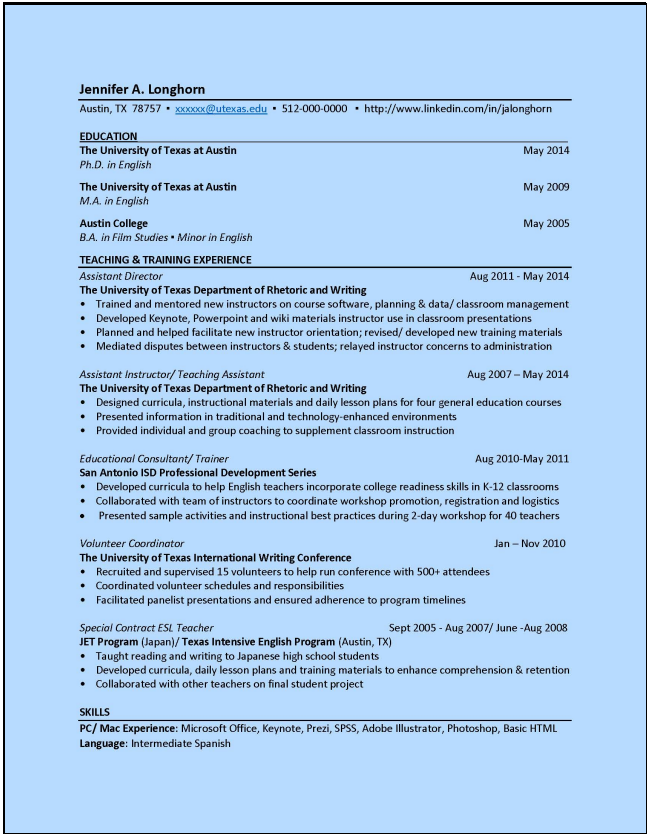 Jennifer A. Longhorn
Austin, TX 78757 • xxxxxx@utexas.edu • 512-000-0000 • http://www.linkedin.com/in/jalonghorn
EDUCATION
The University of Texas at Austin May 2014
Ph.D. in English
The University of Texas at Austin May 2009
M.A. in English
Austin College May 2005
B.A. in Film Studies • Minor in English
TEACHING & TRAINING EXPERIENCE
Assistant Director Aug 2011 - May 2014
The University of Texas Department of Rhetoric and Writing
• Trained and mentored new instructors on course software, planning & data/ classroom management
• Developed Keynote, Powerpoint and wiki materials instructor use in classroom presentations
• Planned and helped facilitate new instructor orientation; revised/ developed new training materials
• Mediated disputes between instructors & students; relayed instructor concerns to administration
Assistant Instructor/ Teaching Assistant Aug 2007 – May 2014
The University of Texas Department of Rhetoric and Writing
• Designed curricula, instructional materials and daily lesson plans for four general education courses
• Presented information in traditional and technology-enhanced environments
• Provided individual and group coaching to supplement classroom instruction
Educational Consultant/ Trainer Aug 2010-May 2011
San Antonio ISD Professional Development Series
• Developed curricula to help English teachers incorporate college readiness skills in K-12 classrooms
• Collaborated with team of instructors to coordinate workshop promotion, registration and logistics
• Presented sample activities and instructional best practices during 2-day workshop for 40 teachers
Volunteer Coordinator Jan – Nov 2010
The University of Texas International Writing Conference
• Recruited and supervised 15 volunteers to help run conference with 500+ attendees
• Coordinated volunteer schedules and responsibilities
• Facilitated panelist presentations and ensured adherence to program timelines
Special Contract ESL Teacher Sept 2005 - Aug 2007/ June -Aug 2008
JET Program (Japan)/ Texas Intensive English Program (Austin, TX)
• Taught reading and writing to Japanese high school students
• Developed curricula, daily lesson plans and training materials to enhance comprehension & retention
• Collaborated with other teachers on final student project
SKILLS
PC/ Mac Experience: Microsoft Office, Keynote, Prezi, SPSS, Adobe Illustrator, Photoshop, Basic HTML
Language: Intermediate Spanish